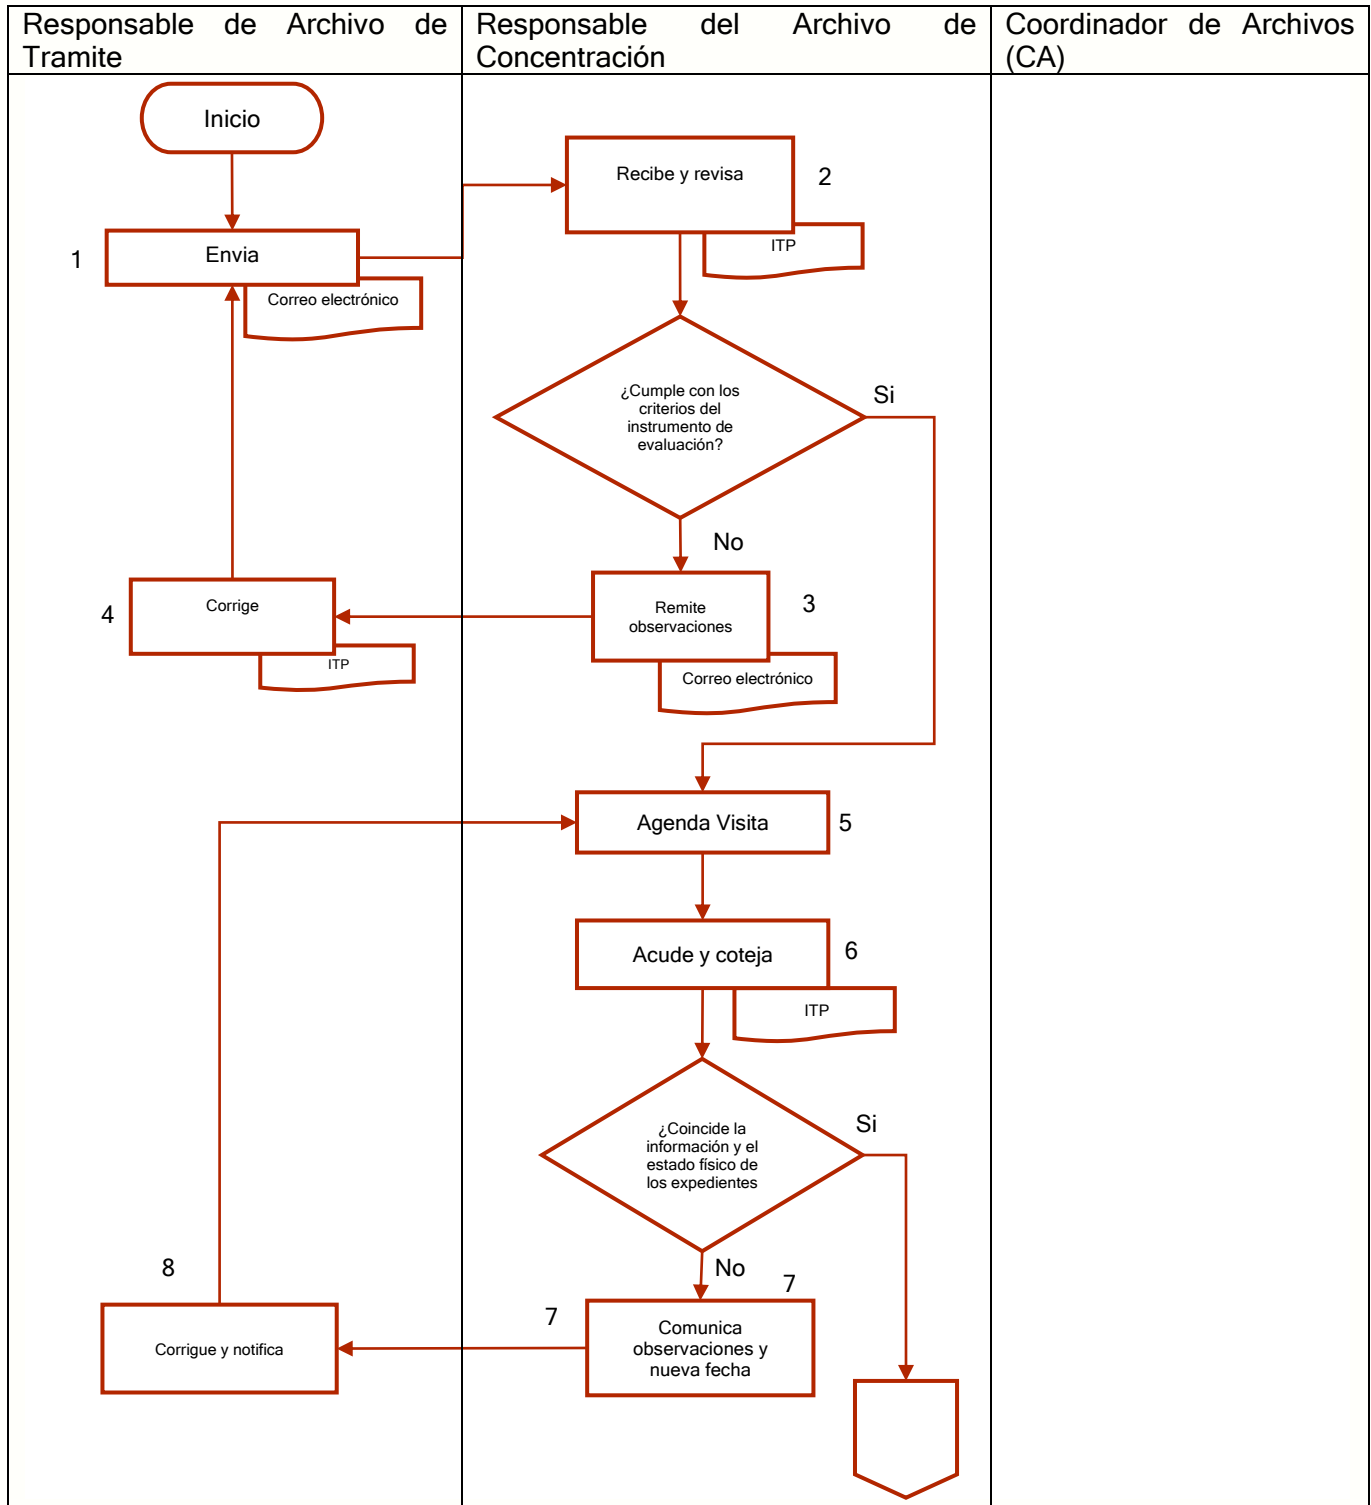 Responsable de Archivo de
Tramite
Responsable del Archivo de
Concentración
Coordinador de Archivos
(CA)
Inicio
Recibe y revisa
2
ITP
1
Envia
Correo electrónico
¿Cumple con los
criterios del
instrumento de
evaluación?
Si
No
4
Corrige
ITP
Remite
observaciones
3
Correo electrónico
Agenda Visita
5
Acude y coteja
6
ITP
¿Coincide la
información y el
estado físico de
los expedientes
Si
No
8
7
7
Corrigue y notifica
Comunica
observaciones y
nueva fecha